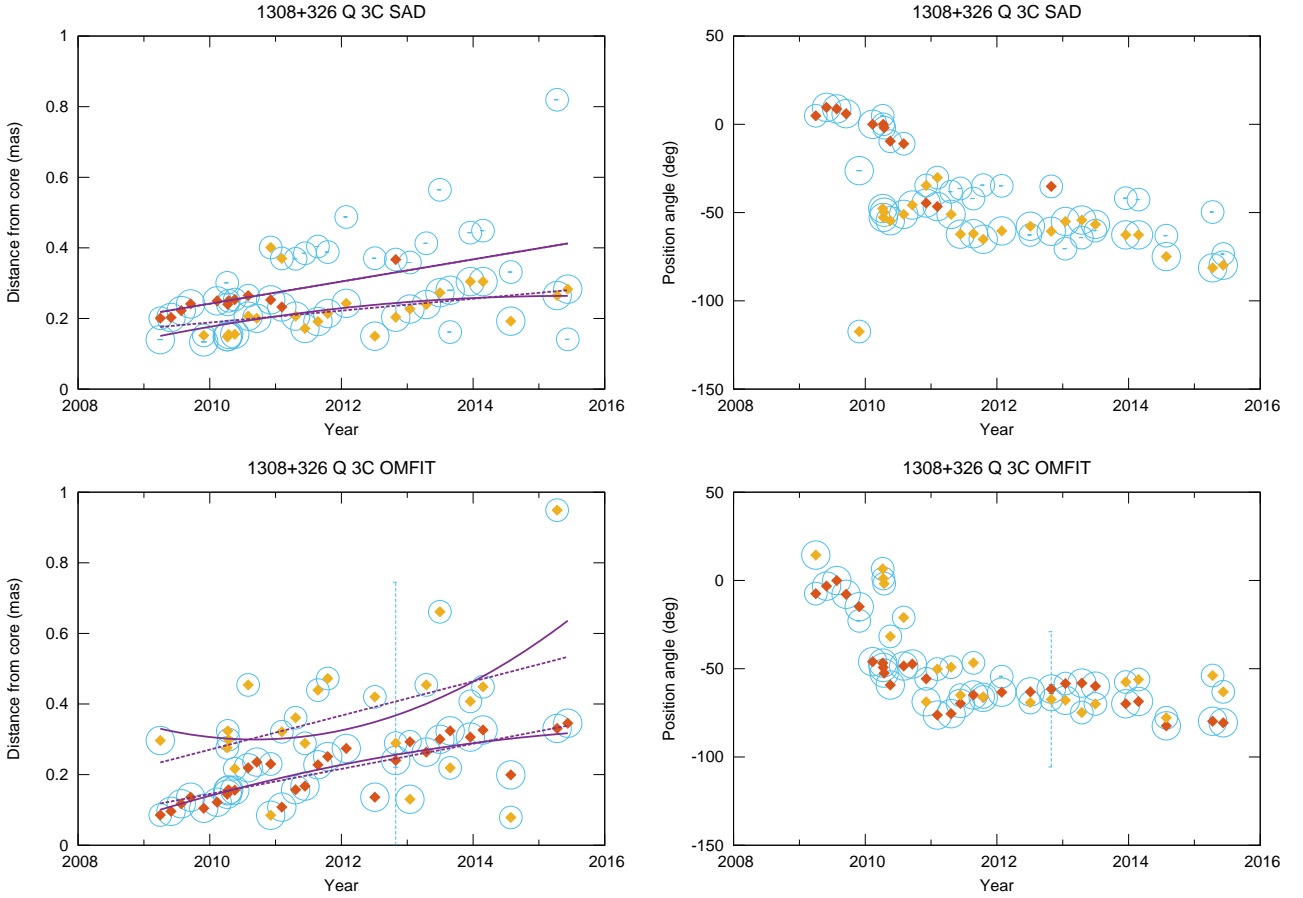 1308+326 Q 3C SAD
Distance from core (mas)
1
0.8
0.6
0.4
0.2
0
2008 2010 2012 2014 2016
Year
1308+326 Q 3C SAD
Position angle (deg)
50
0
-50
-100
-150
2008 2010 2012 2014 2016
Year
1308+326 Q 3C OMFIT
Distance from core (mas)
1
0.8
0.6
0.4
0.2
0
2008 2010 2012 2014 2016
Year
1308+326 Q 3C OMFIT
Position angle (deg)
50
0
-50
-100
-150
2008 2010 2012 2014 2016
Year